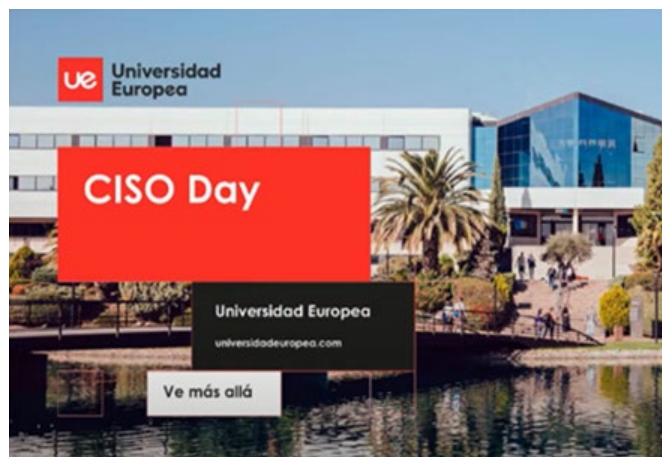 ue
Universidad
Europea
CISO Day
Universidad Europea
universidadeuropea.com
Ve más allá